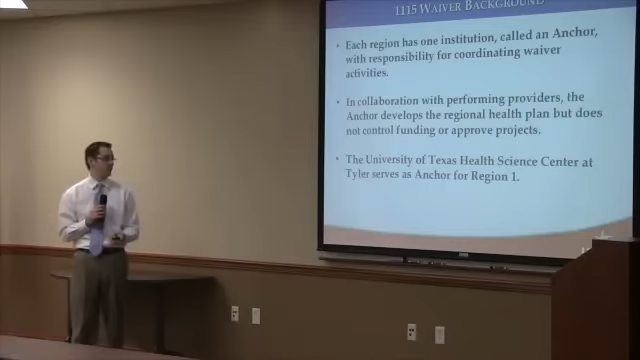 1115 WAIVER BACKGROUND
• Each region has one institution, called an Anchor,
with responsibility for coordinating waiver
activities.
• In collaboration with performing providers, the
Anchor develops the regional health plan but does
not control funding or approve projects.
• The University of Texas Health Science Center at
Tyler serves as Anchor for Region 1.